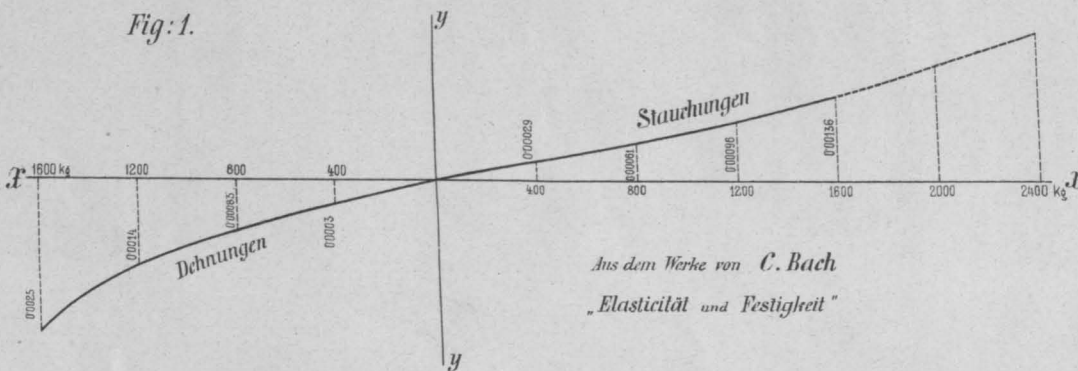 Fig: 1.
y
Stauchungen
0'00029
0'00061
0'00096
0'00136
x 1600 kg 1200 800 400
400 800 1200 1600 2000 2400 kg x
0'0025
0'0014
0'00085
0'0003
Dehnungen
Aus dem Werke von C. Bach
„Elasticität und Festigkeit"
y